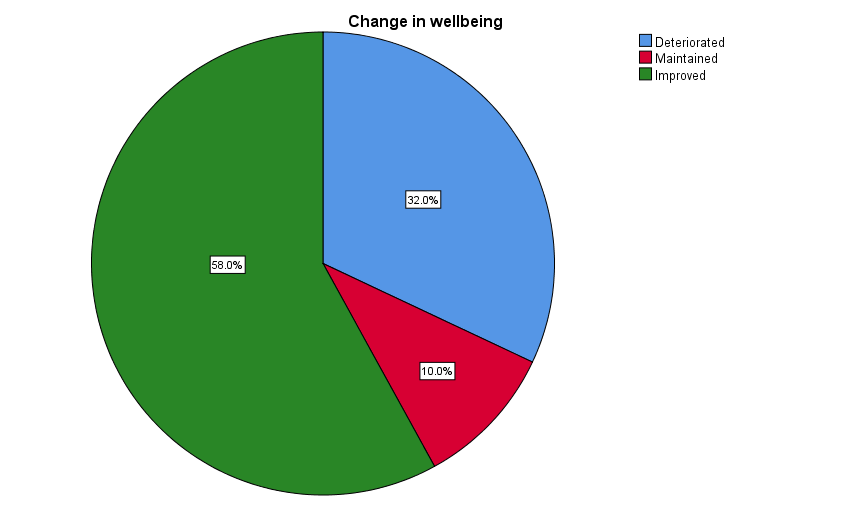 Change in wellbeing
Deteriorated
Maintained
Improved
32.0%
58.0%
10.0%